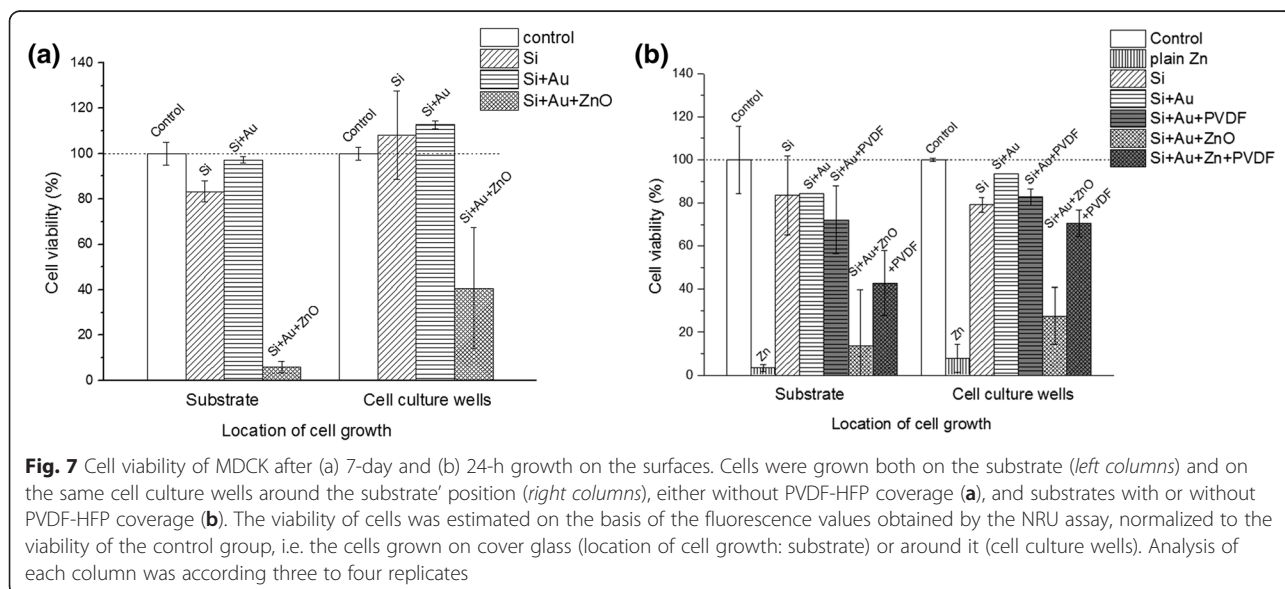 (a)
control
Si
Si+Au
Si+Au+ZnO
140
120
100
80
60
40
20
0
Cell viability (%)
Control
Si
Si+Au
Si+Au+ZnO
Control
Si
Si+Au
Si+Au+ZnO
Substrate
Cell culture wells
Location of cell growth
(b)
Control
plain Zn
Si
Si+Au
Si+Au+PVDF
Si+Au+ZnO
Si+Au+Zn+PVDF
140
120
100
80
60
40
20
0
Cell viability (%)
Control
Zn
Si
Si+Au
Si+Au+PVDF
Si+Au+ZnO
+PVDF
Control
Zn
Si
Si+Au
Si+Au+PVDF
Si+Au+ZnO
+PVDF
Substrate
Cell culture wells
Location of cell growth
Fig. 7 Cell viability of MDCK after (a) 7-day and (b) 24-h growth on the surfaces. Cells were grown both on the substrate (left columns) and on
the same cell culture wells around the substrate' position (right columns), either without PVDF-HFP coverage (a), and substrates with or without
PVDF-HFP coverage (b). The viability of cells was estimated on the basis of the fluorescence values obtained by the NRU assay, normalized to the
viability of the control group, i.e. the cells grown on cover glass (location of cell growth: substrate) or around it (cell culture wells). Analysis of
each column was according three to four replicates